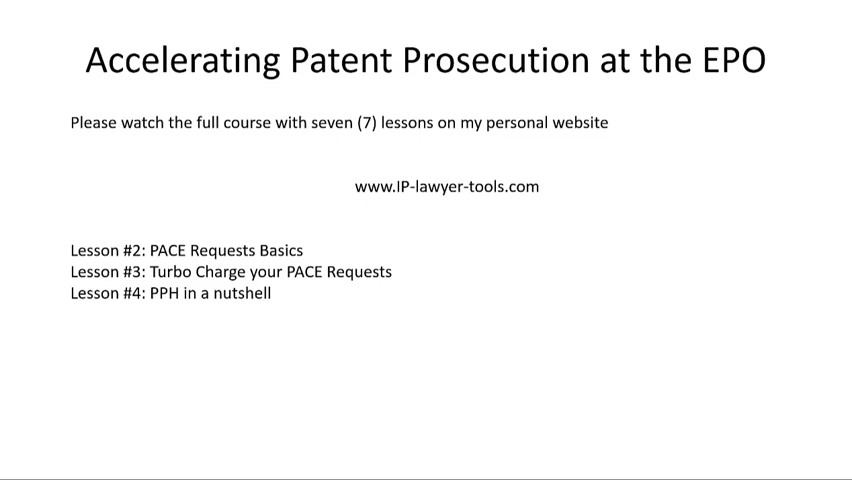 Accelerating Patent Prosecution at the EPO
Please watch the full course with seven (7) lessons on my personal website
www.IP-lawyer-tools.com
Lesson #2: PACE Requests Basics
Lesson #3: Turbo Charge your PACE Requests
Lesson #4: PPH in a nutshell